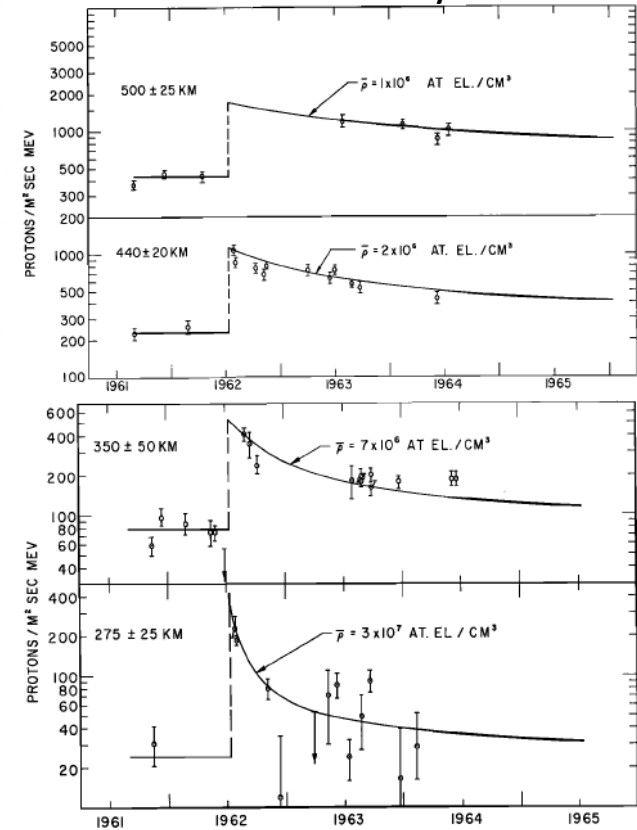 5000
3000
2000
1000
500
300
200
500 ± 25 KM
ρ̄ = 1x10⁶ AT EL./CM³
PROTONS/M² SEC MEV
1000
500
300
200
100
440±20 KM
ρ̄ = 2x10⁶ AT. EL./CM³
1961 1962 1963 1964 1965
600
400
200
100
80
60
40
350 ± 50 KM
ρ̄ = 7x10⁶ AT EL./CM³
PROTONS/M² SEC MEV
400
200
100
80
60
40
20
275 ± 25 KM
ρ̄ = 3x10⁷ AT. EL / CM³
1961 1962 1963 1964 1965